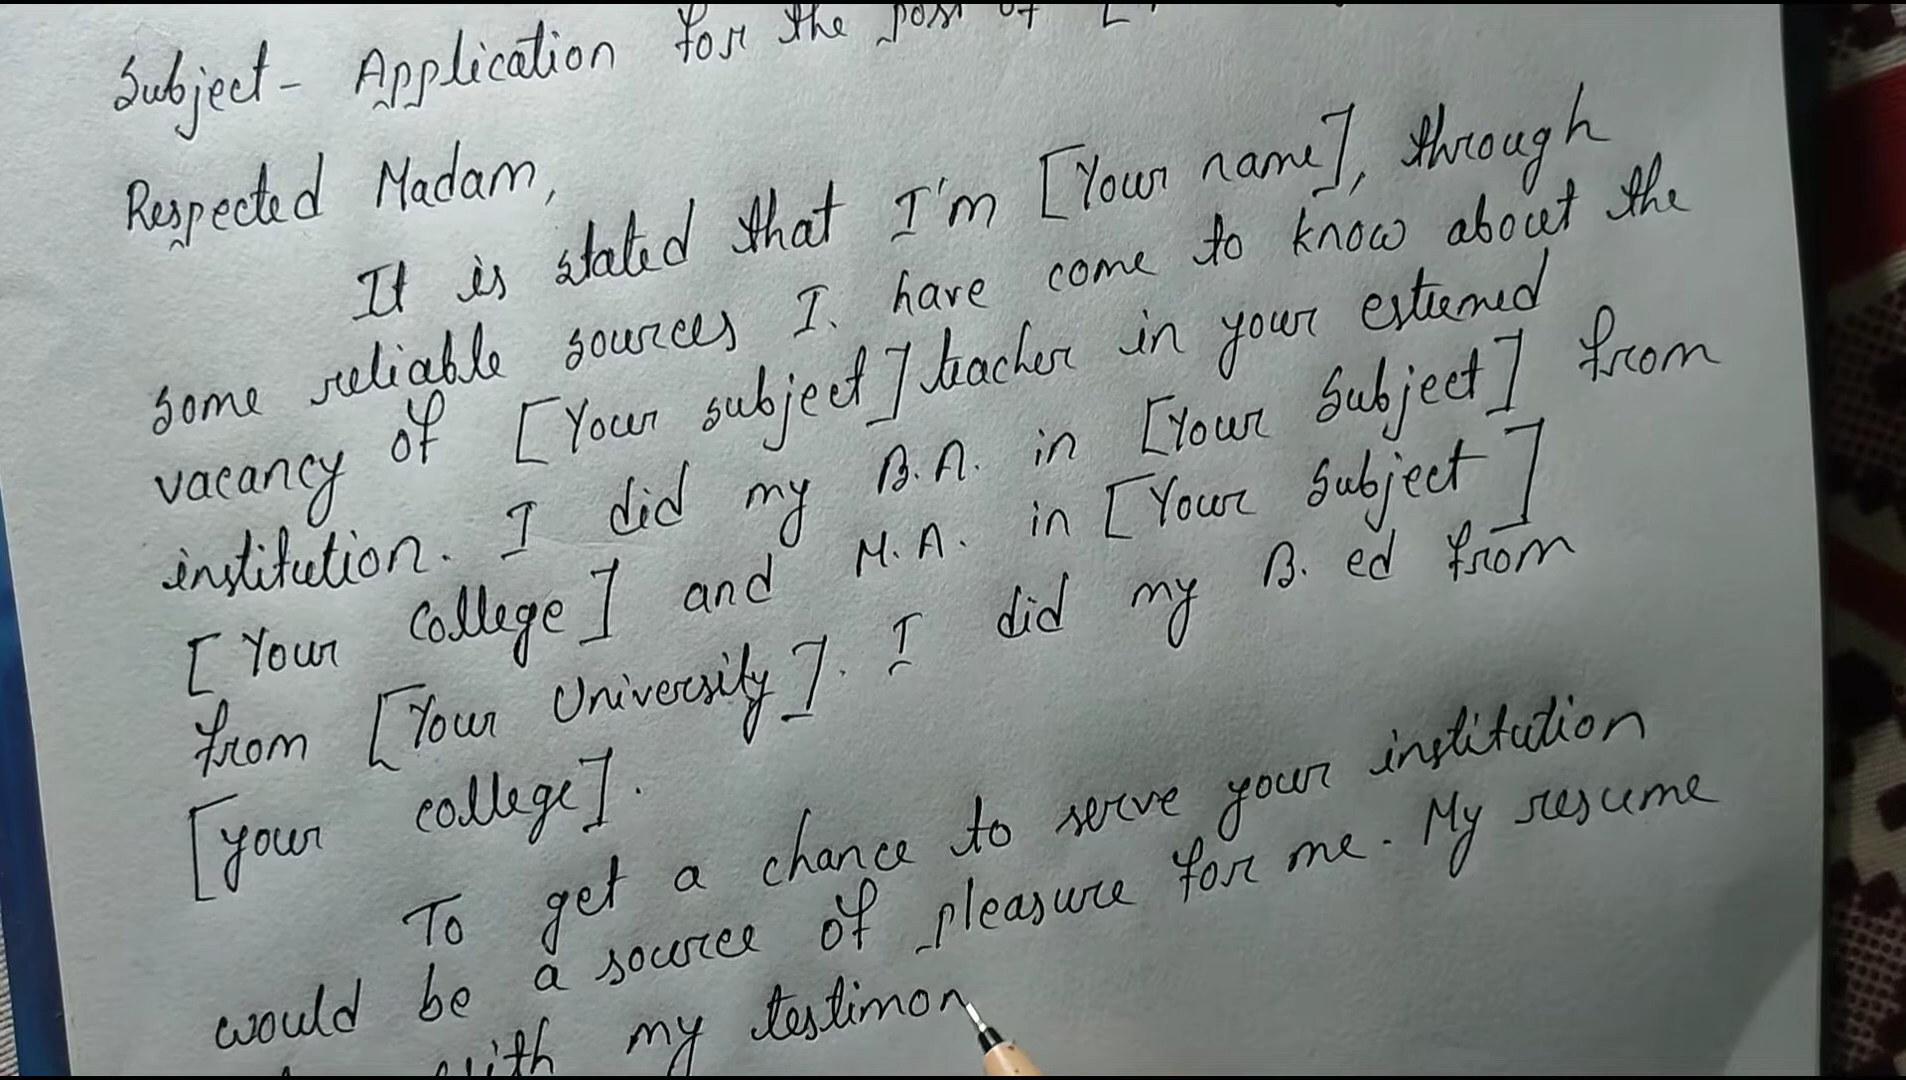 Subject - Application for the post of [
Respected Madam,
It is stated that I'm [Your name], through
some reliable sources I have come to know about the
vacancy of [Your subject] teacher in your esteemed
institution. I did my B.A. in [Your Subject] from
[Your College] and M.A. in [Your Subject]
from [Your University]. I did my B. ed from
[your college].
To get a chance to serve your institution
would be a source of pleasure for me. My resume
with my testimon